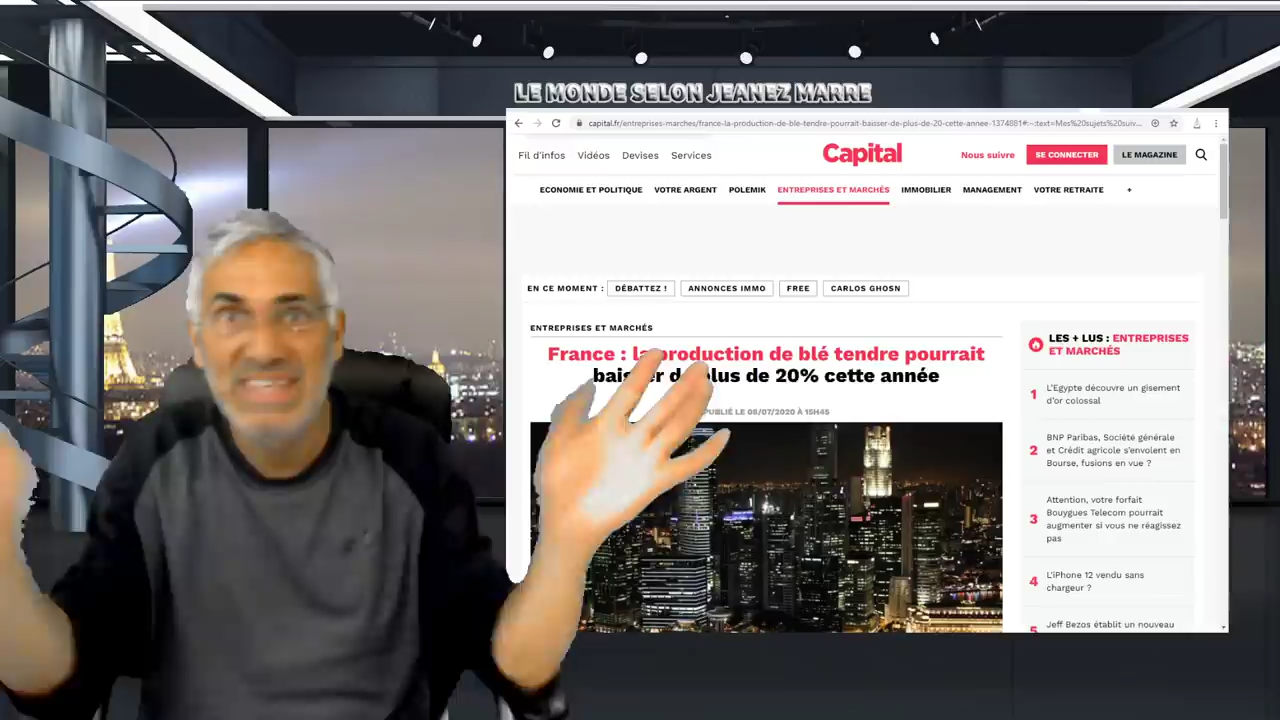 LE MONDE SELON JEANEZ MARRE
capital.fr/entreprises-marches/france-la-production-de-ble-tendre-pourrait-baisser-de-plus-de-20-cette-annee-1374881#:~:text=Mes%20sujets%20suiv...
Fil d'infos Vidéos Devises Services
Capital
Nous suivre SE CONNECTER LE MAGAZINE
ECONOMIE ET POLITIQUE VOTRE ARGENT POLEMIK ENTREPRISES ET MARCHÉS IMMOBILIER MANAGEMENT VOTRE RETRAITE +
EN CE MOMENT : DÉBATTEZ ! ANNONCES IMMO FREE CARLOS GHOSN
ENTREPRISES ET MARCHÉS
France : la production de blé tendre pourrait
baisser de plus de 20% cette année
PUBLIÉ LE 08/07/2020 À 15H45
LES + LUS : ENTREPRISES
ET MARCHÉS
1 L'Egypte découvre un gisement
d'or colossal
2 BNP Paribas, Société générale
et Crédit agricole s'envolent en
Bourse, fusions en vue ?
3 Attention, votre forfait
Bouygues Telecom pourrait
augmenter si vous ne réagissez
pas
4 L'iPhone 12 vendu sans
chargeur ?
5 Jeff Bezos établit un nouveau